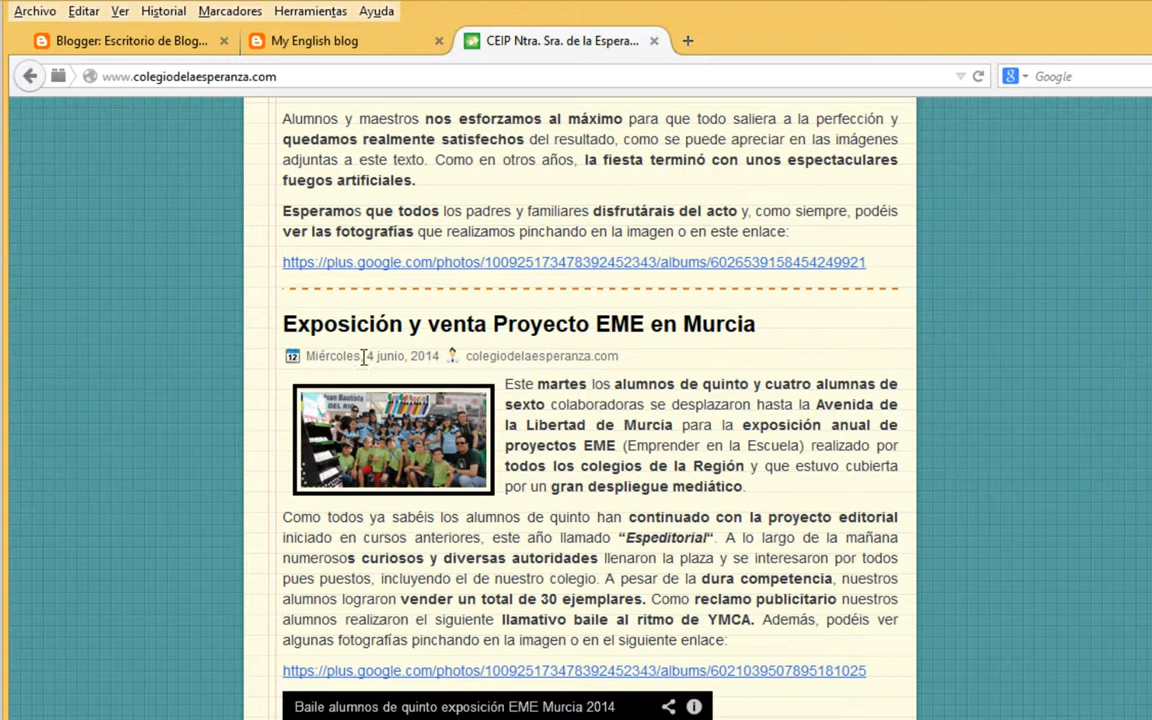 Archivo Editar Ver Historial Marcadores Herramientas Ayuda
Blogger: Escritorio de Blog... My English blog CEIP Ntra. Sra. de la Espera...
www.colegiodelaesperanza.com Google
Alumnos y maestros nos esforzamos al máximo para que todo saliera a la perfección y
quedamos realmente satisfechos del resultado, como se puede apreciar en las imágenes
adjuntas a este texto. Como en otros años, la fiesta terminó con unos espectaculares
fuegos artificiales.
Esperamos que todos los padres y familiares disfrutárais del acto y, como siempre, podéis
ver las fotografías que realizamos pinchando en la imagen o en este enlace:
https://plus.google.com/photos/100925173478392452343/albums/6026539158454249921
Exposición y venta Proyecto EME en Murcia
12 Miércoles, 4 junio, 2014 colegiodelaesperanza.com
Este martes los alumnos de quinto y cuatro alumnas de
sexto colaboradoras se desplazaron hasta la Avenida de
la Libertad de Murcia para la exposición anual de
proyectos EME (Emprender en la Escuela) realizado por
todos los colegios de la Región y que estuvo cubierta
por un gran despliegue mediático.
Juan Bautista
DEL RIO
Como todos ya sabéis los alumnos de quinto han continuado con la proyecto editorial
iniciado en cursos anteriores, este año llamado “Espeditorial“. A lo largo de la mañana
numerosos curiosos y diversas autoridades llenaron la plaza y se interesaron por todos
pues puestos, incluyendo el de nuestro colegio. A pesar de la dura competencia, nuestros
alumnos lograron vender un total de 30 ejemplares. Como reclamo publicitario nuestros
alumnos realizaron el siguiente llamativo baile al ritmo de YMCA. Además, podéis ver
algunas fotografías pinchando en la imagen o en el siguiente enlace:
https://plus.google.com/photos/100925173478392452343/albums/6021039507895181025
Baile alumnos de quinto exposición EME Murcia 2014